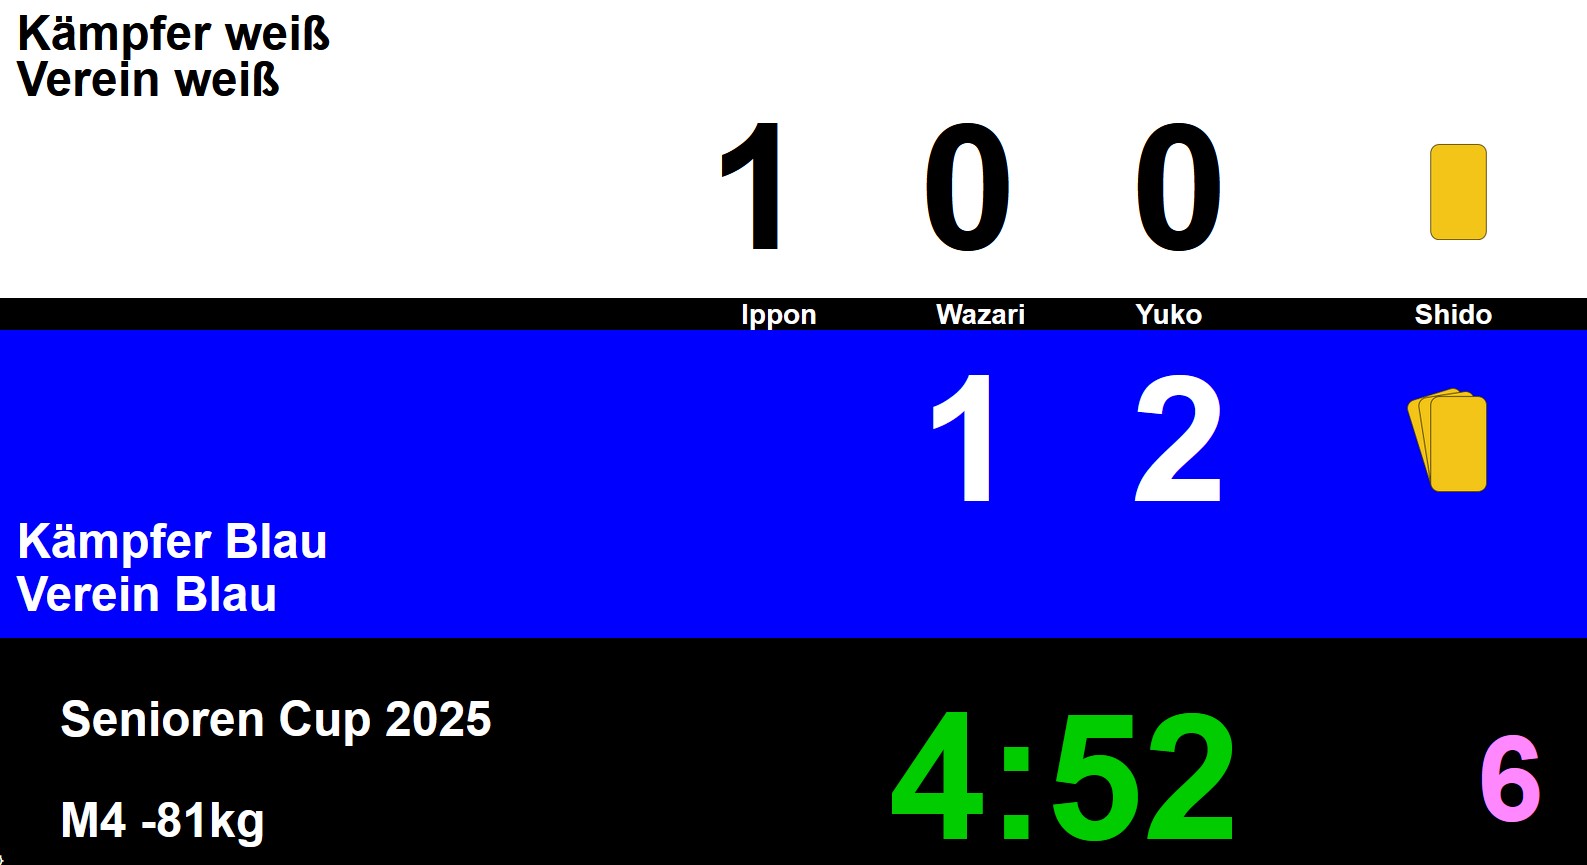 Kämpfer weiß
Verein weiß
1 0 0
Ippon Wazari Yuko Shido
1 2
Kämpfer Blau
Verein Blau
Senioren Cup 2025
4:52 6
M4 -81kg